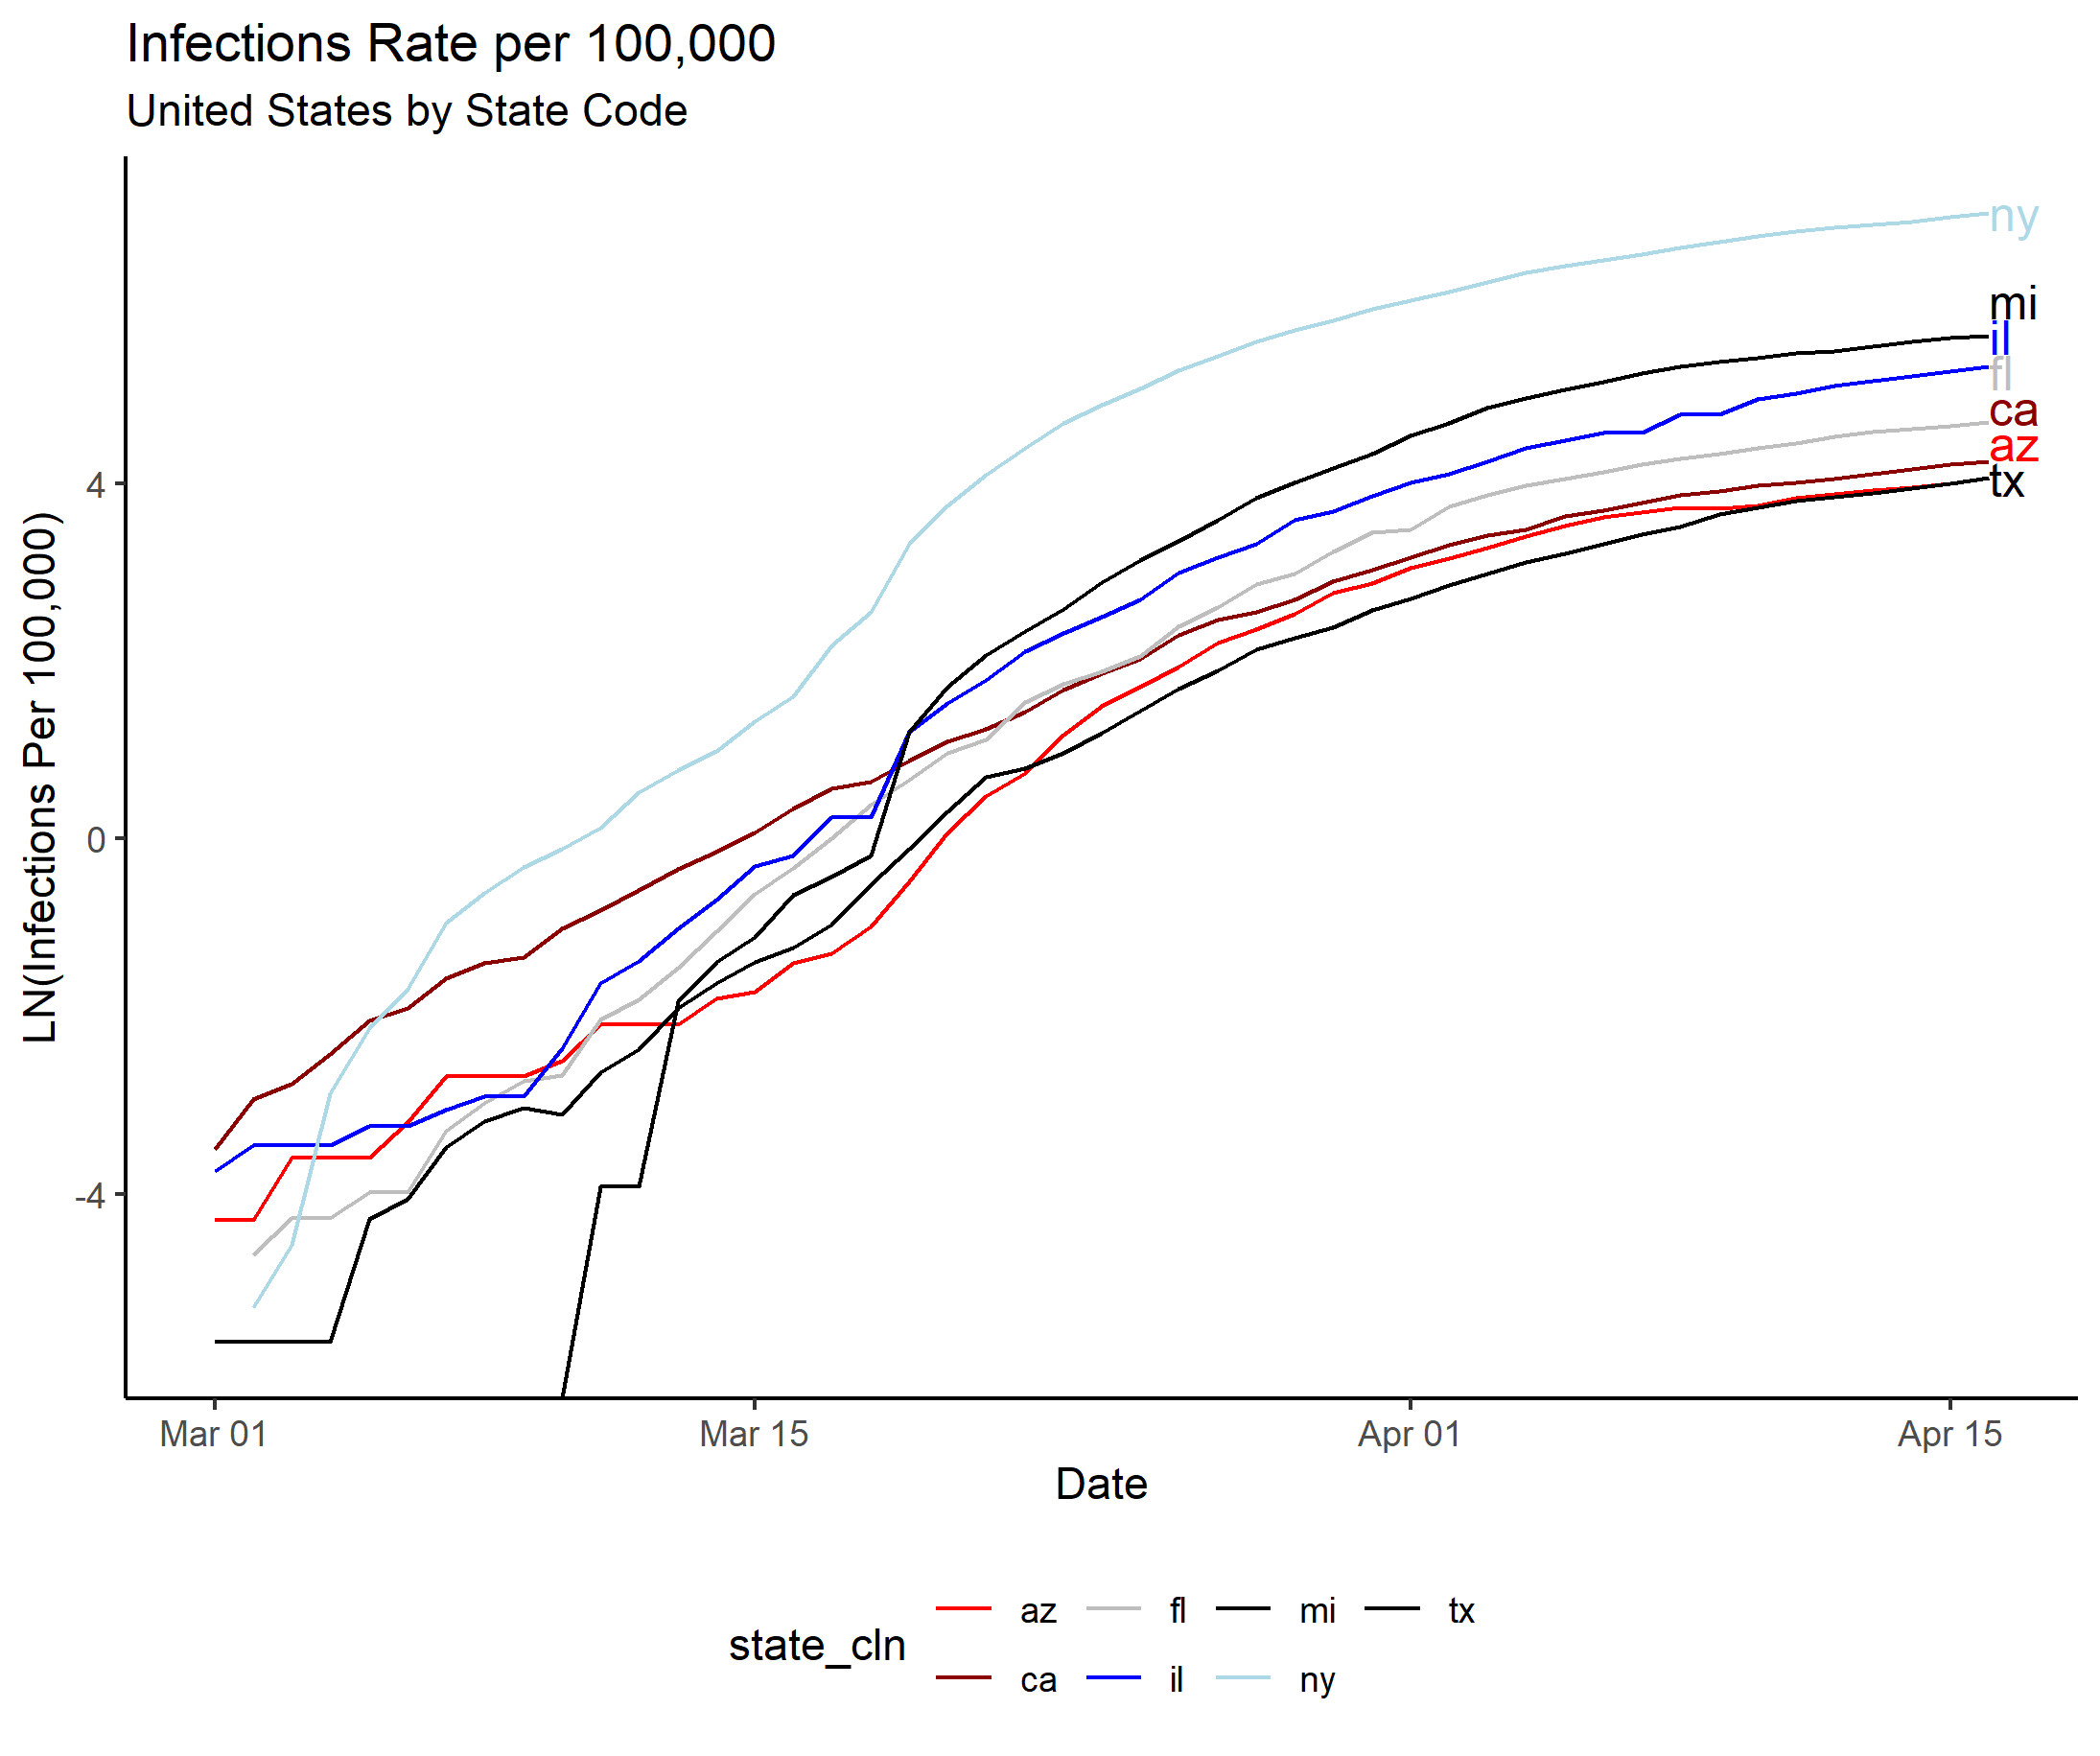 Infections Rate per 100,000
United States by State Code
LN(Infections Per 100,000)
4
0
-4
ny
mi
il
fl
ca
az
tx
Mar 01 Mar 15 Apr 01 Apr 15
Date
state_cln
az fl mi tx
ca il ny